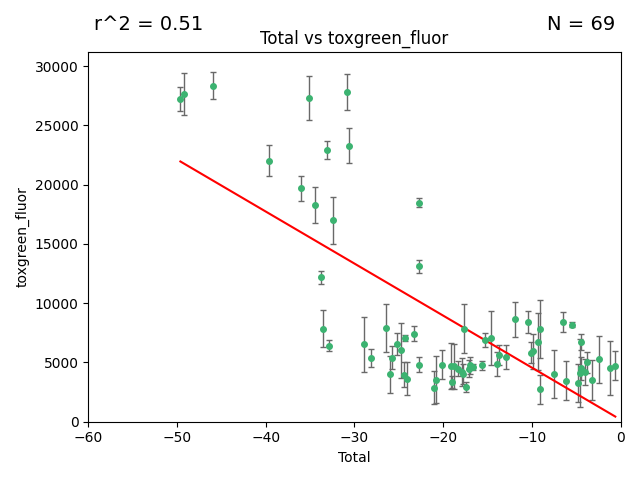 r^2 = 0.51
N = 69
Total vs toxgreen_fluor
30000
25000
20000
15000
10000
5000
0
toxgreen_fluor
−60
−50
−40
−30
−20
−10
0
Total